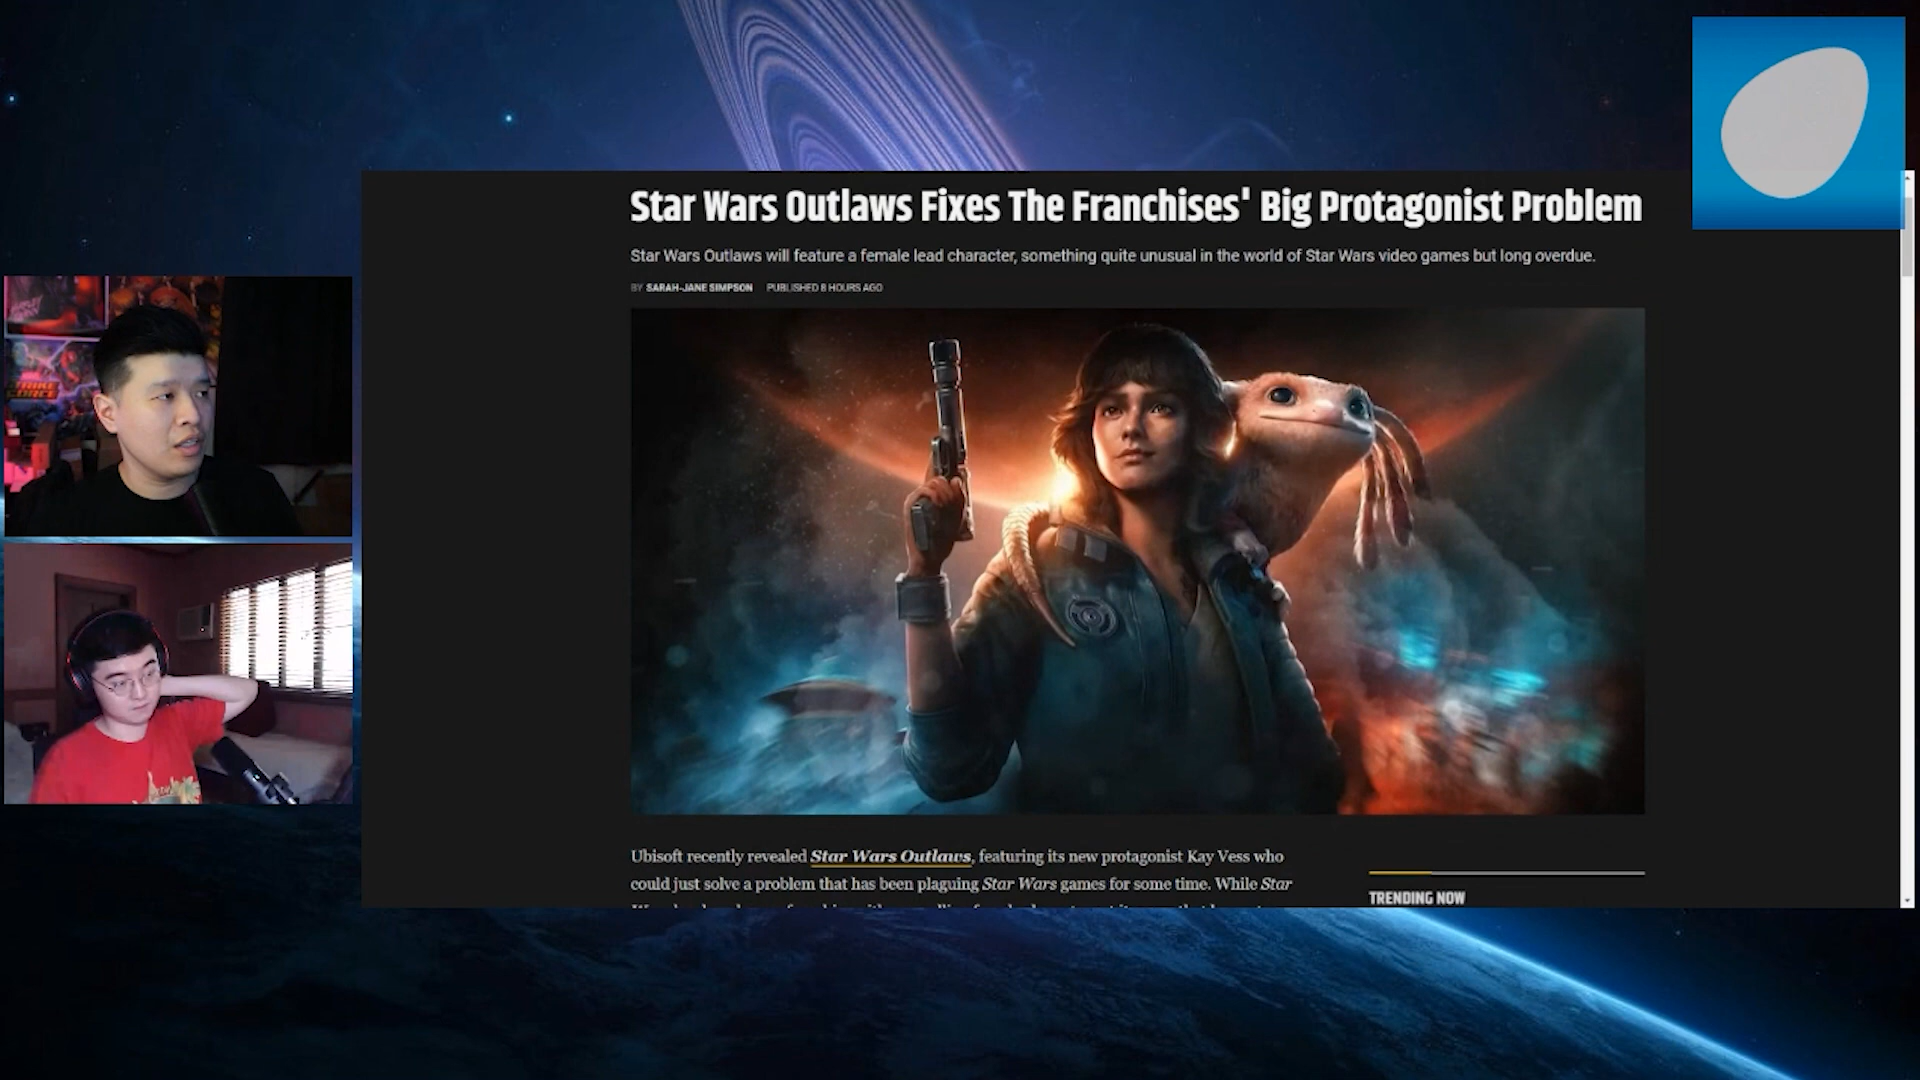 Star Wars Outlaws Fixes The Franchises' Big Protagonist Problem
Star Wars Outlaws will feature a female lead character, something quite unusual in the world of Star Wars video games but long overdue.
BY SARAH-JANE SIMPSON PUBLISHED 8 HOURS AGO
STRIKE
FORCE
Ubisoft recently revealed Star Wars Outlaws, featuring its new protagonist Kay Vess who
could just solve a problem that has been plaguing Star Wars games for some time. While Star
TRENDING NOW